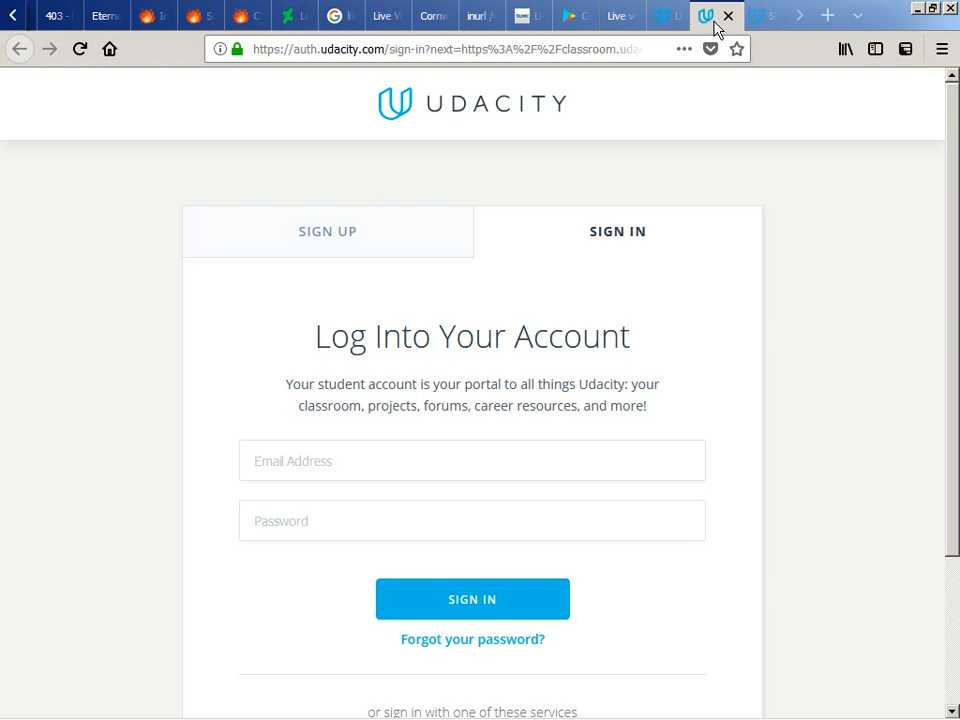 403 -
Eterna
Live V
Corne
inurl /
Live v
https://auth.udacity.com/sign-in?next=https%3A%2F%2Fclassroom.uda
UDACITY
SIGN UP
SIGN IN
Log Into Your Account
Your student account is your portal to all things Udacity: your
classroom, projects, forums, career resources, and more!
Email Address
Password
SIGN IN
Forgot your password?
or sign in with one of these services